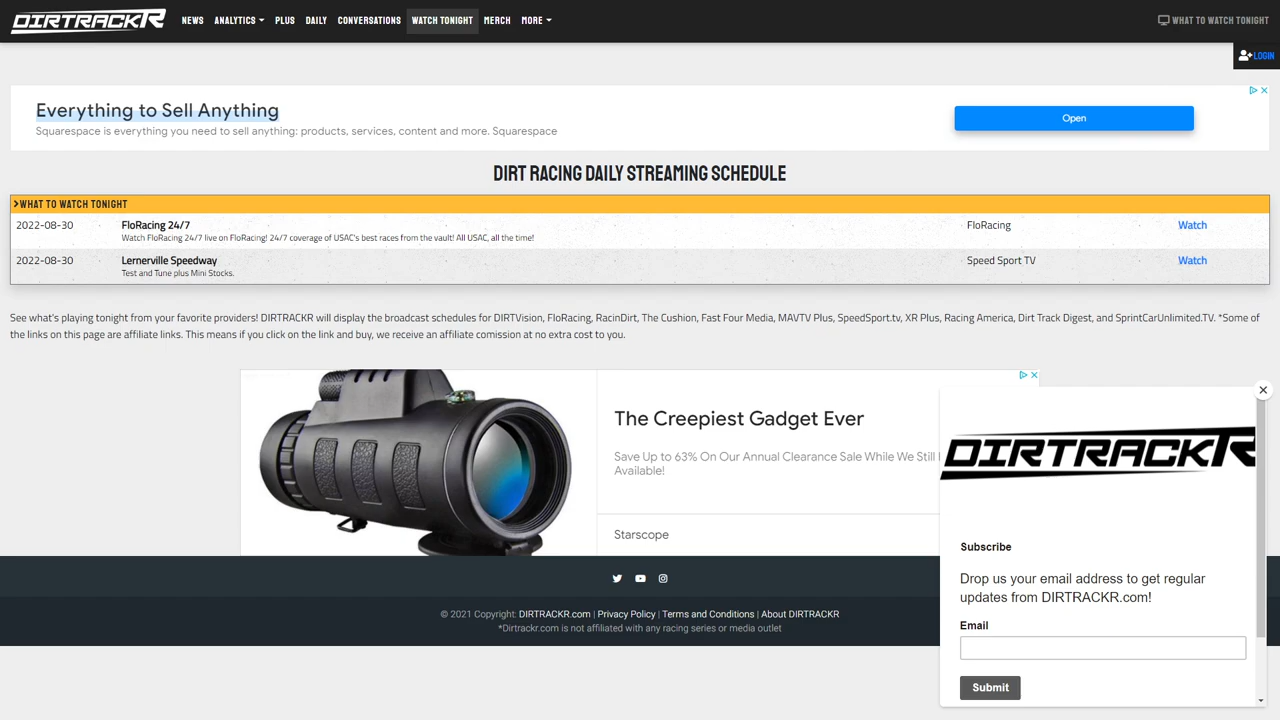 DIRTRACKR
NEWS ANALYTICS PLUS DAILY CONVERSATIONS WATCH TONIGHT MERCH MORE
WHAT TO WATCH TONIGHT
LOGIN
Everything to Sell Anything
Squarespace is everything you need to sell anything: products, services, content and more. Squarespace
Open
DIRT RACING DAILY STREAMING SCHEDULE
WHAT TO WATCH TONIGHT
2022-08-30 FloRacing 24/7 FloRacing Watch
Watch FloRacing 24/7 live on FloRacing! 24/7 coverage of USAC's best races from the vault! All USAC, all the time!
2022-08-30 Lernerville Speedway Speed Sport TV Watch
Test and Tune plus Mini Stocks.
See what's playing tonight from your favorite providers! DIRTRACKR will display the broadcast schedules for DIRTVision, FloRacing, RacinDirt, The Cushion, Fast Four Media, MAVTV Plus, SpeedSport.tv, XR Plus, Racing America, Dirt Track Digest, and SprintCarUnlimited.TV. *Some of
the links on this page are affiliate links. This means if you click on the link and buy, we receive an affiliate comission at no extra cost to you.
The Creepiest Gadget Ever
Save Up to 63% On Our Annual Clearance Sale While We Still
Available!
Starscope
DIRTRACKR
Subscribe
Drop us your email address to get regular
updates from DIRTRACKR.com!
Email
Submit
© 2021 Copyright: DIRTRACKR.com | Privacy Policy | Terms and Conditions | About DIRTRACKR
*Dirtrackr.com is not affiliated with any racing series or media outlet